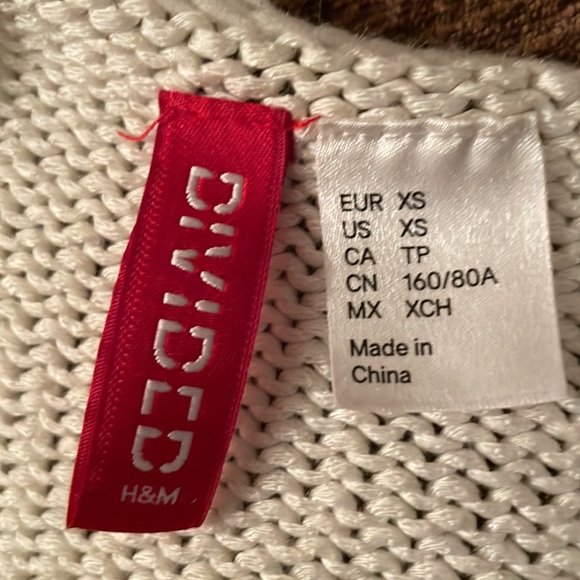 DIVIDED
H&M
EUR XS
US XS
CA TP
CN 160/80A
MX XCH
Made in
China